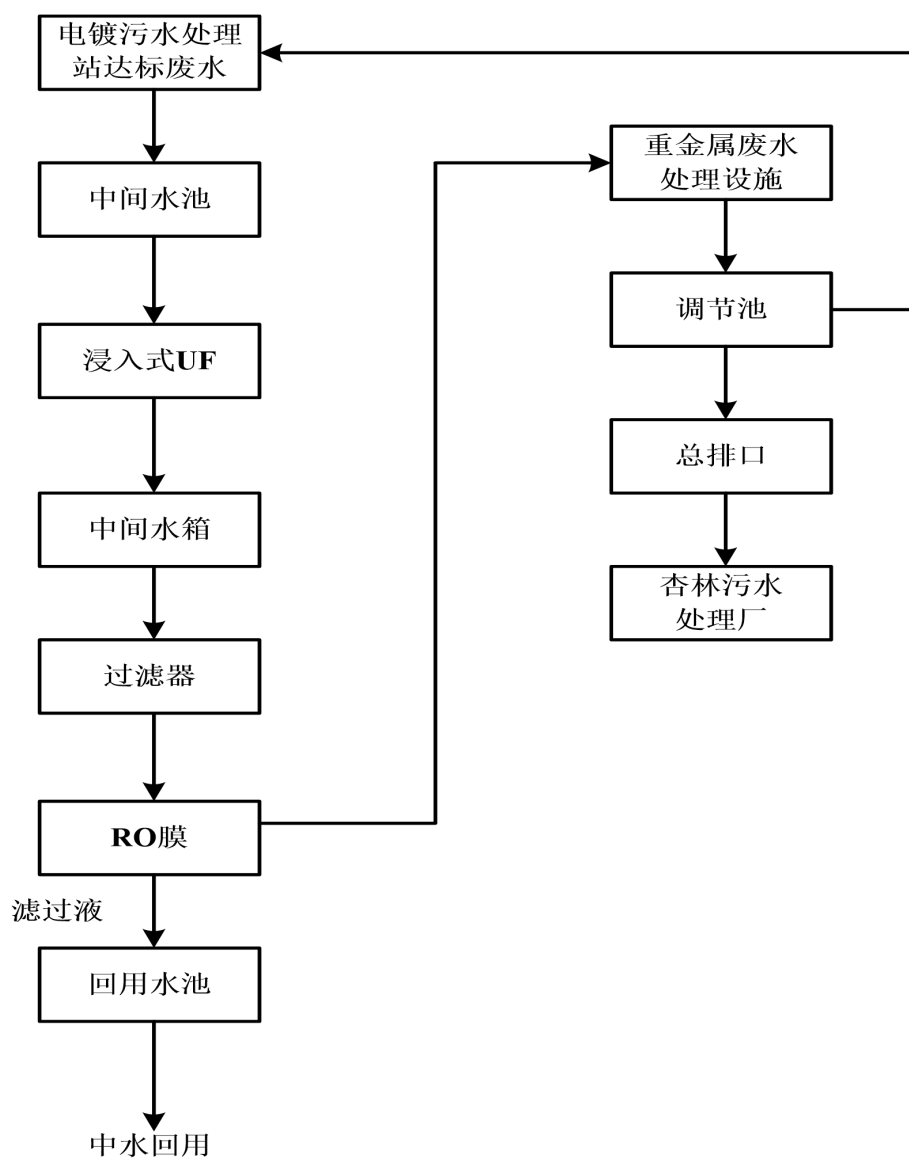 电镀污水处理
站达标废水
中间水池
浸入式UF
中间水箱
过滤器
RO膜
滤过液
回用水池
中水回用
重金属废水
处理设施
调节池
总排口
杏林污水
处理厂